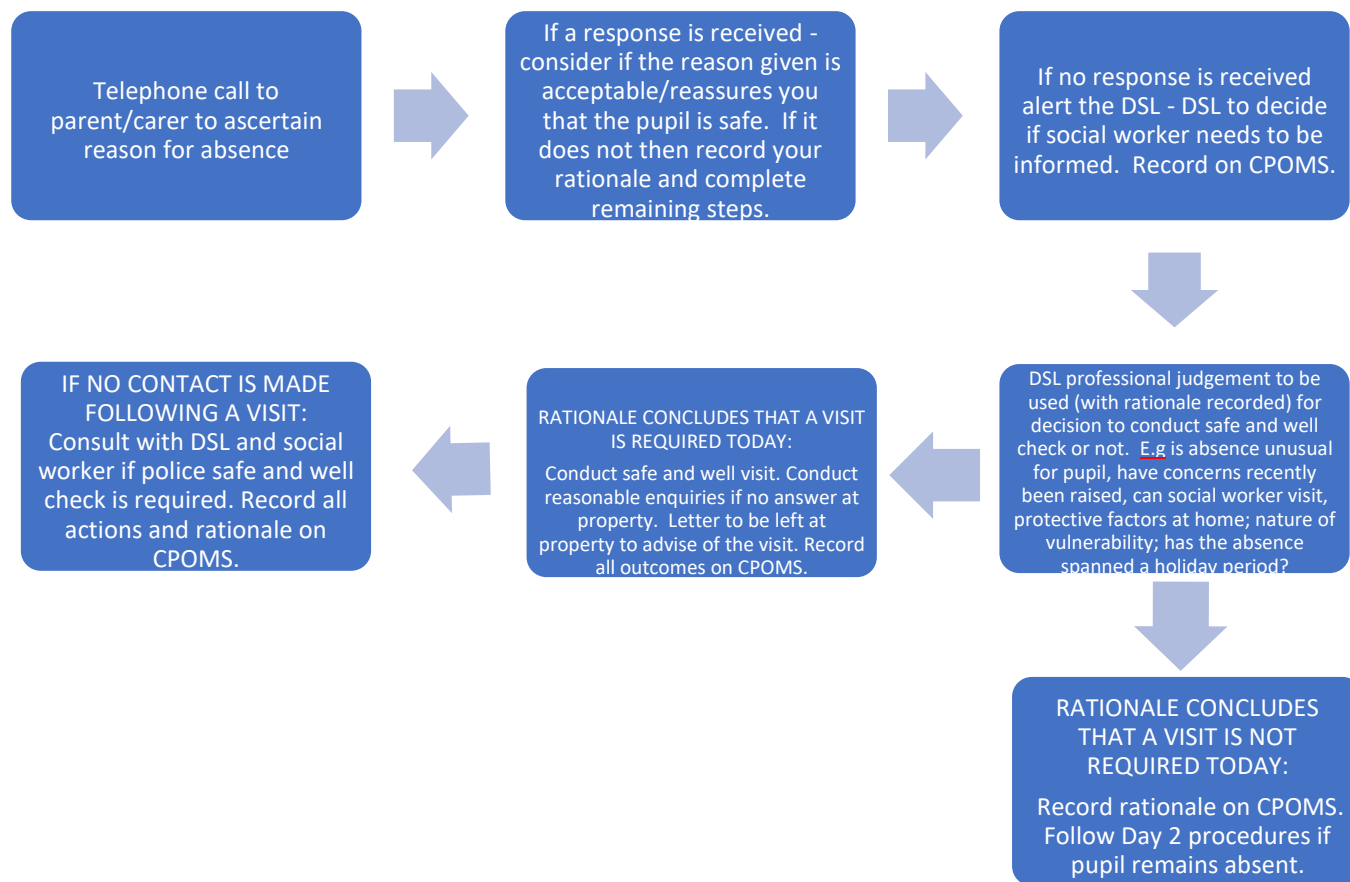 Telephone call to
parent/carer to ascertain
reason for absence
If a response is received -
consider if the reason given is
acceptable/reassures you
that the pupil is safe.  If it
does not then record your
rationale and complete
remaining steps.
If no response is received
alert the DSL - DSL to decide
if social worker needs to be
informed.  Record on CPOMS.
DSL professional judgement to be
used (with rationale recorded) for
decision to conduct safe and well
check or not.  E.g is absence unusual
for pupil, have concerns recently
been raised, can social worker visit,
protective factors at home; nature of
vulnerability; has the absence
spanned a holiday period?
RATIONALE CONCLUDES THAT A VISIT
IS REQUIRED TODAY:
Conduct safe and well visit. Conduct
reasonable enquiries if no answer at
property.  Letter to be left at
property to advise of the visit. Record
all outcomes on CPOMS.
IF NO CONTACT IS MADE
FOLLOWING A VISIT:
Consult with DSL and social
worker if police safe and well
check is required. Record all
actions and rationale on
CPOMS.
RATIONALE CONCLUDES
THAT A VISIT IS NOT
REQUIRED TODAY:
Record rationale on CPOMS.
Follow Day 2 procedures if
pupil remains absent.